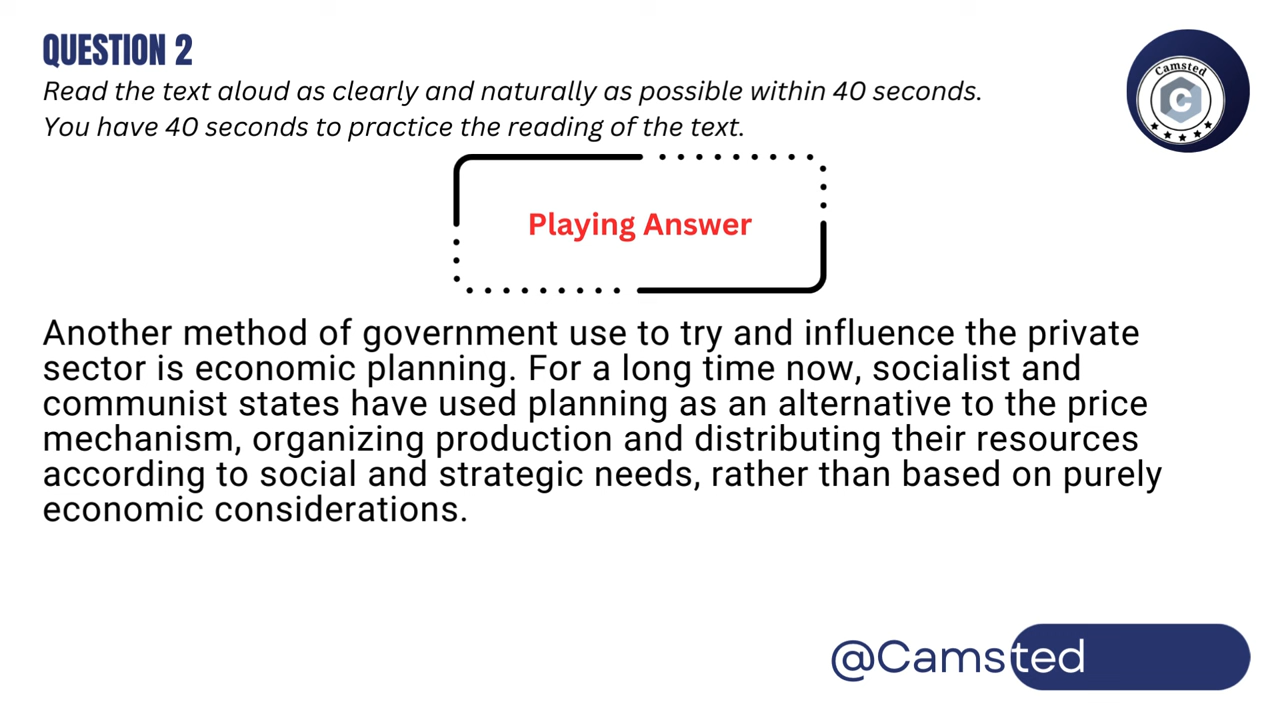 QUESTION 2
Read the text aloud as clearly and naturally as possible within 40 seconds.
You have 40 seconds to practice the reading of the text.
Camsted
C
Playing Answer
Another method of government use to try and influence the private
sector is economic planning. For a long time now, socialist and
communist states have used planning as an alternative to the price
mechanism, organizing production and distributing their resources
according to social and strategic needs, rather than based on purely
economic considerations.
@Camsted